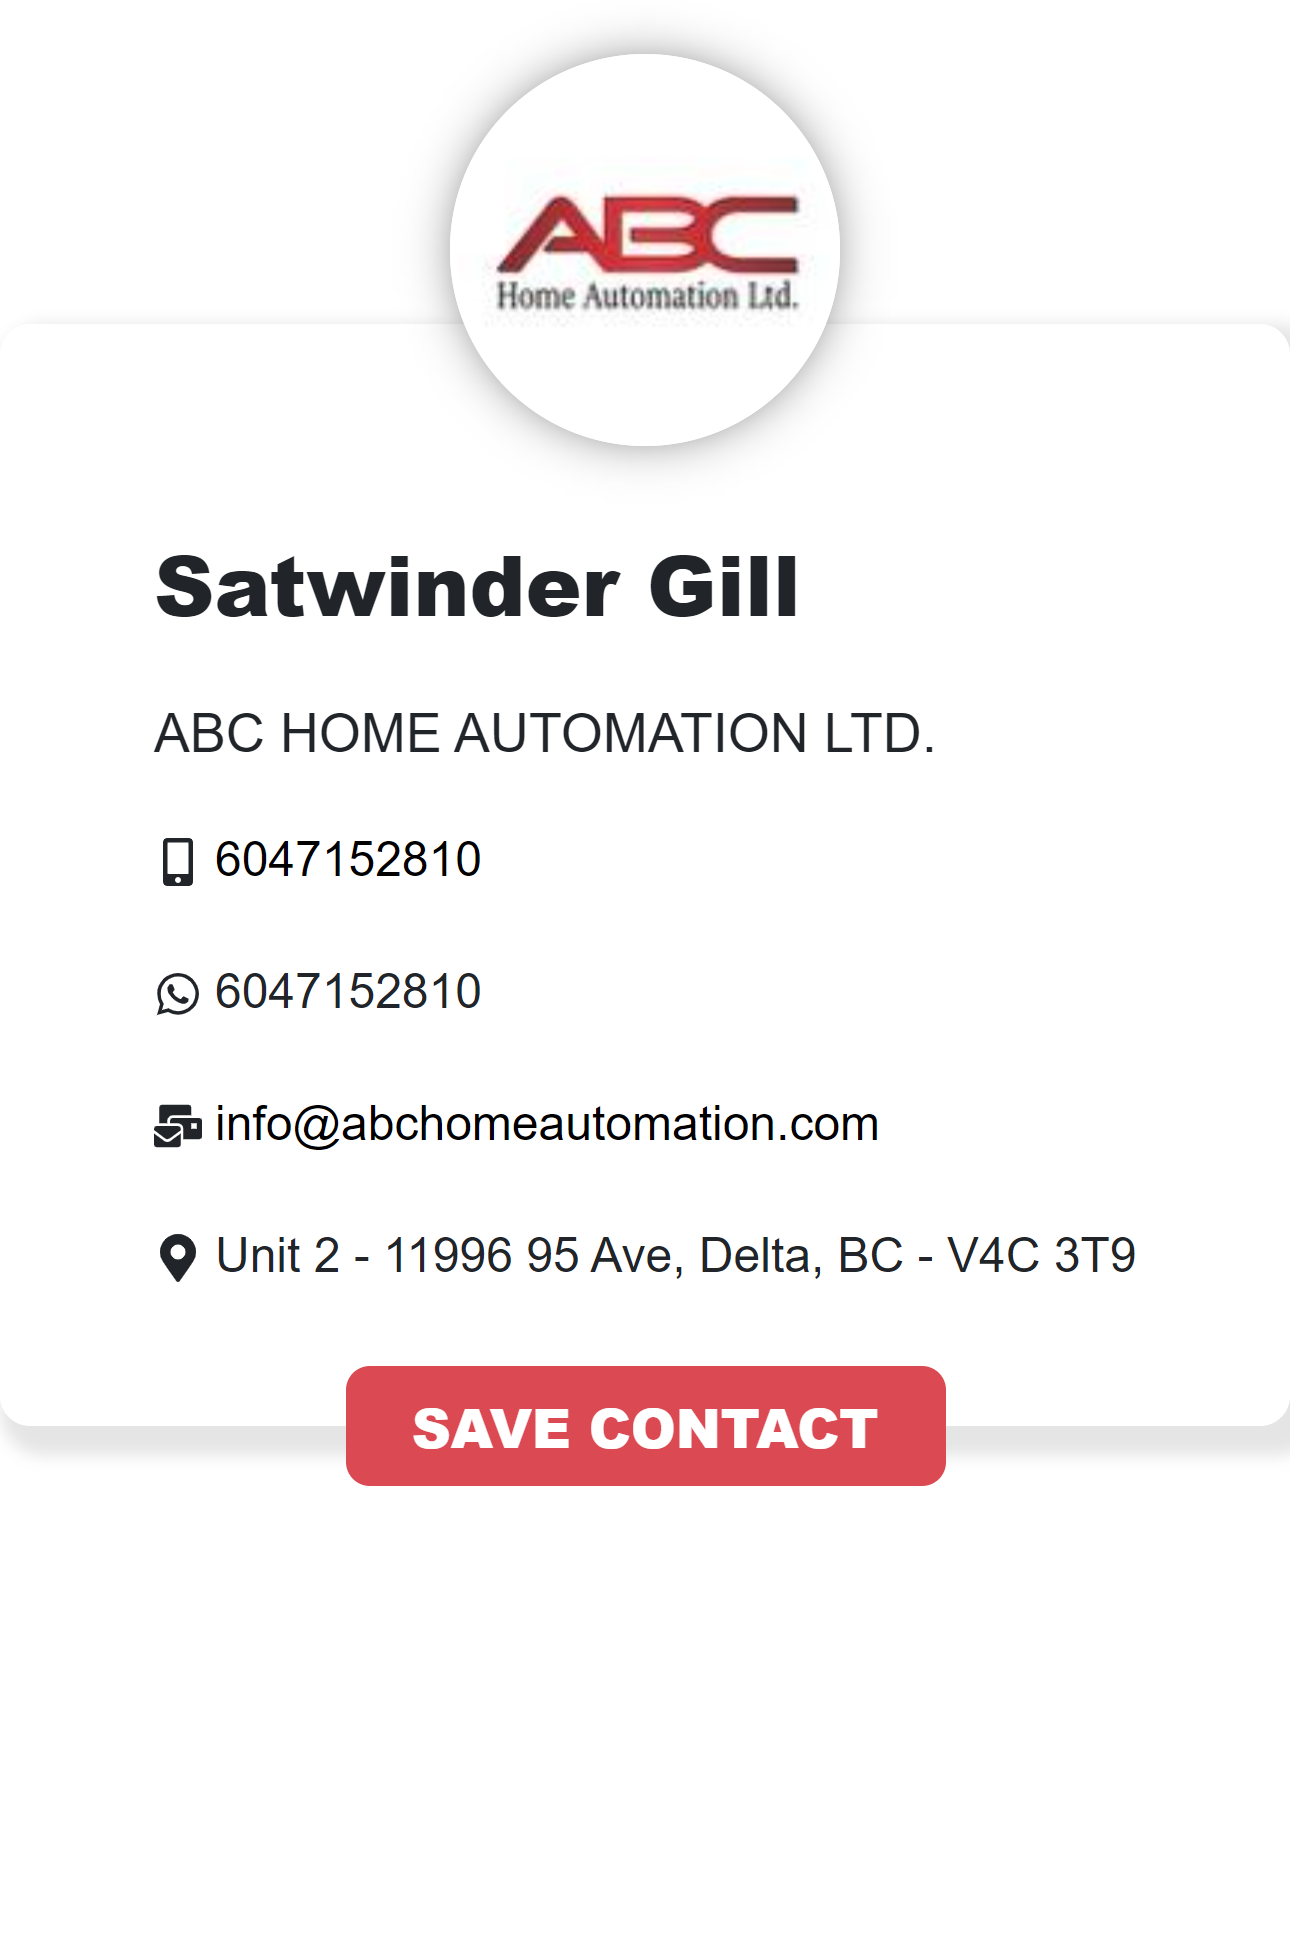 ABC
Home Automation Ltd.
Satwinder Gill
ABC HOME AUTOMATION LTD.
6047152810
6047152810
info@abchomeautomation.com
Unit 2 - 11996 95 Ave, Delta, BC - V4C 3T9
SAVE CONTACT